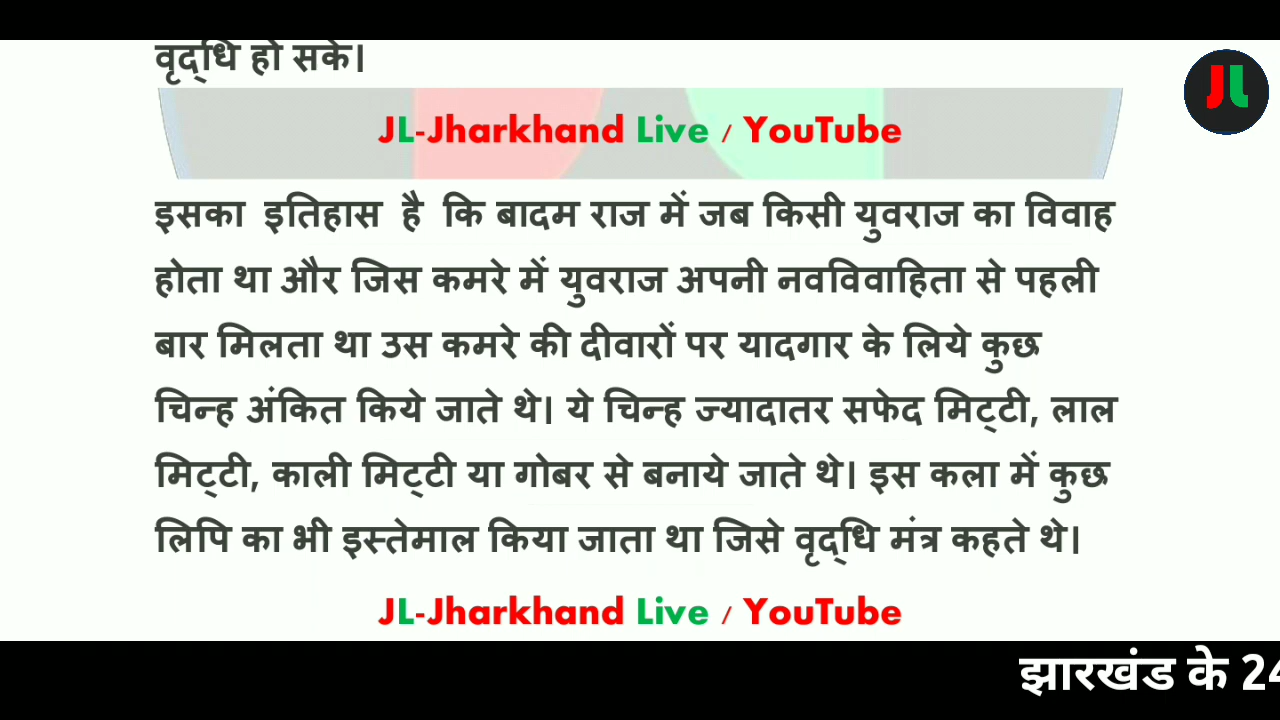 वृद्धि हो सके।
JL
JL-Jharkhand Live / YouTube
इसका इतिहास है कि बादम राज में जब किसी युवराज का विवाह
होता था और जिस कमरे में युवराज अपनी नवविवाहिता से पहली
बार मिलता था उस कमरे की दीवारों पर यादगार के लिये कुछ
चिन्ह अंकित किये जाते थे। ये चिन्ह ज्यादातर सफेद मिट्टी, लाल
मिट्टी, काली मिट्टी या गोबर से बनाये जाते थे। इस कला में कुछ
लिपि का भी इस्तेमाल किया जाता था जिसे वृद्धि मंत्र कहते थे।
JL-Jharkhand Live / YouTube
झारखंड के 24